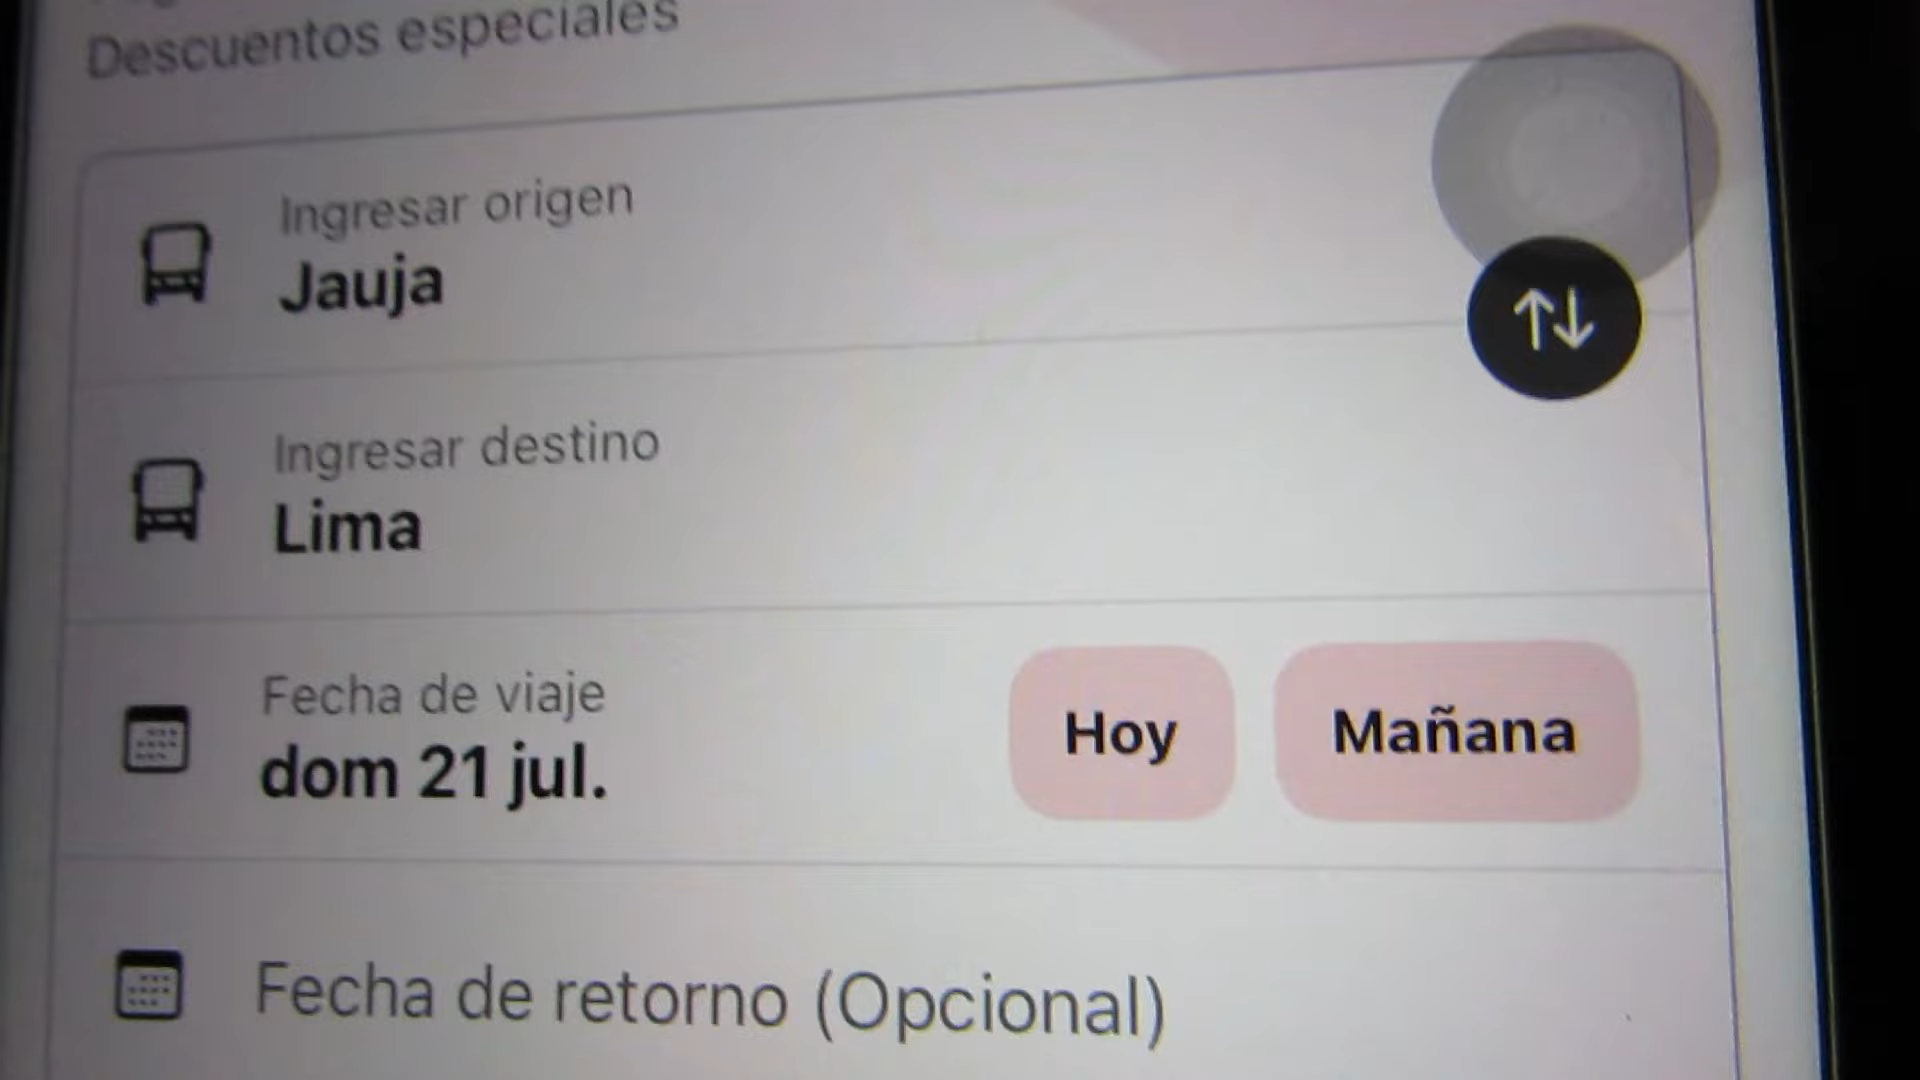 Descuentos especiales
Ingresar origen
Jauja
Ingresar destino
Lima
Fecha de viaje
dom 21 jul.
Hoy
Mañana
Fecha de retorno (Opcional)